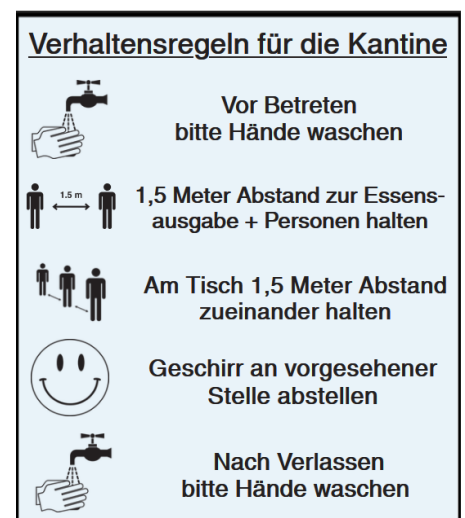 Verhaltensregeln für die Kantine
Vor Betreten
bitte Hände waschen
1.5 m
1,5 Meter Abstand zur Essens-
ausgabe + Personen halten
Am Tisch 1,5 Meter Abstand
zueinander halten
Geschirr an vorgesehener
Stelle abstellen
Nach Verlassen
bitte Hände waschen